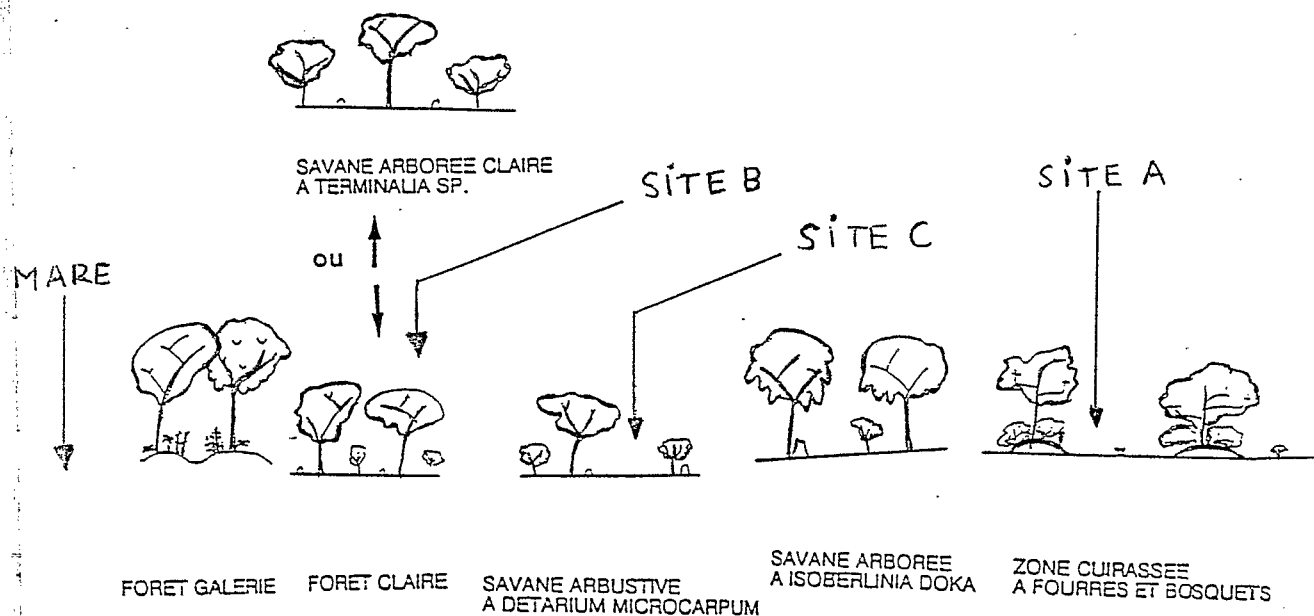 SAVANE ARBOREE CLAIRE
A TERMINALIA SP.
SiTE B
SiTE A
ou
SiTE C
MARE
FORET GALERIE
FORET CLAIRE
SAVANE ARBUSTIVE
A DETARIUM MICROCARPUM
SAVANE ARBOREE
A ISOBERLINIA DOKA
ZONE CUIRASSEE
A FOURRES ET BOSQUETS